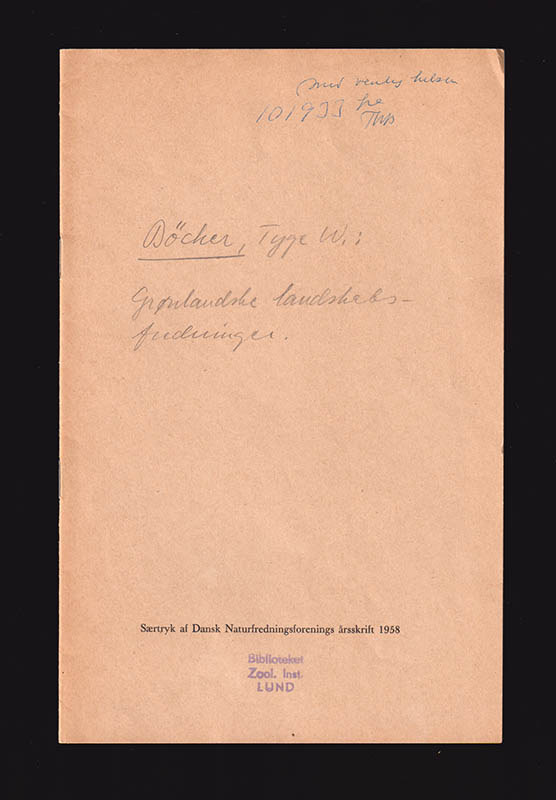 med venlig hilsen
fra
101933 TWB
Böcher, Tyge W.:
Grønlandske landskabs-
fredninger.
Særtryk af Dansk Naturfredningsforenings årsskrift 1958
Biblioteket
Zool. Inst.
LUND